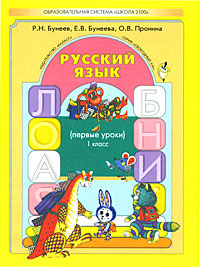 ОБРАЗОВАТЕЛЬНАЯ СИСТЕМА «ШКОЛА 2100»
Р.Н. Бунеев, Е.В. Бунеева, О.В. Пронина
РУССКИЙ
ЯЗЫК
(первые уроки)
1 класс
Л
О
А
Б
Н
И